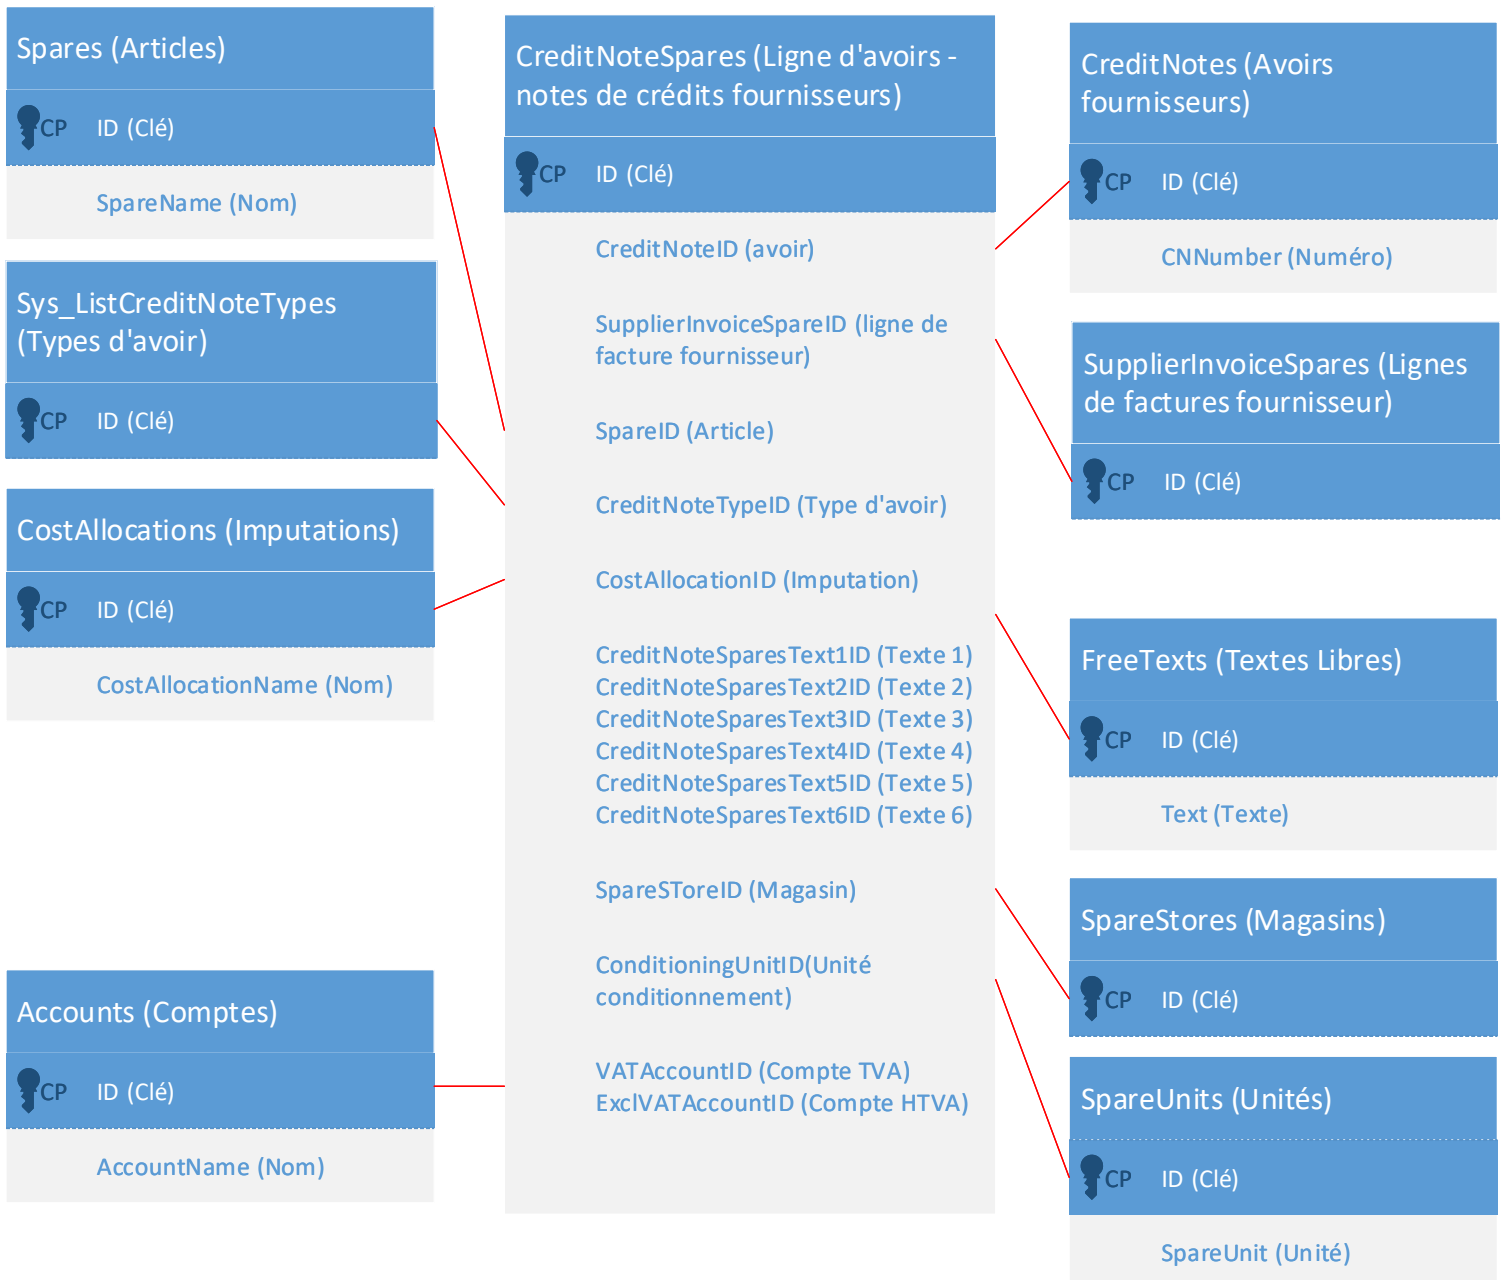 Spares (Articles)
CP ID (Clé)
SpareName (Nom)
Sys_ListCreditNoteTypes
(Types d'avoir)
CP ID (Clé)
CostAllocations (Imputations)
CP ID (Clé)
CostAllocationName (Nom)
Accounts (Comptes)
CP ID (Clé)
AccountName (Nom)
CreditNoteSpares (Ligne d'avoirs -
notes de crédits fournisseurs)
CP ID (Clé)
CreditNoteID (avoir)
SupplierInvoiceSpareID (ligne de
facture fournisseur)
SpareID (Article)
CreditNoteTypeID (Type d'avoir)
CostAllocationID (Imputation)
CreditNoteSparesText1ID (Texte 1)
CreditNoteSparesText2ID (Texte 2)
CreditNoteSparesText3ID (Texte 3)
CreditNoteSparesText4ID (Texte 4)
CreditNoteSparesText5ID (Texte 5)
CreditNoteSparesText6ID (Texte 6)
SpareSToreID (Magasin)
ConditioningUnitID(Unité
conditionnement)
VATAccountID (Compte TVA)
ExclVATAccountID (Compte HTVA)
CreditNotes (Avoirs
fournisseurs)
CP ID (Clé)
CNNumber (Numéro)
SupplierInvoiceSpares (Lignes
de factures fournisseur)
CP ID (Clé)
FreeTexts (Textes Libres)
CP ID (Clé)
Text (Texte)
SpareStores (Magasins)
CP ID (Clé)
SpareUnits (Unités)
CP ID (Clé)
SpareUnit (Unité)